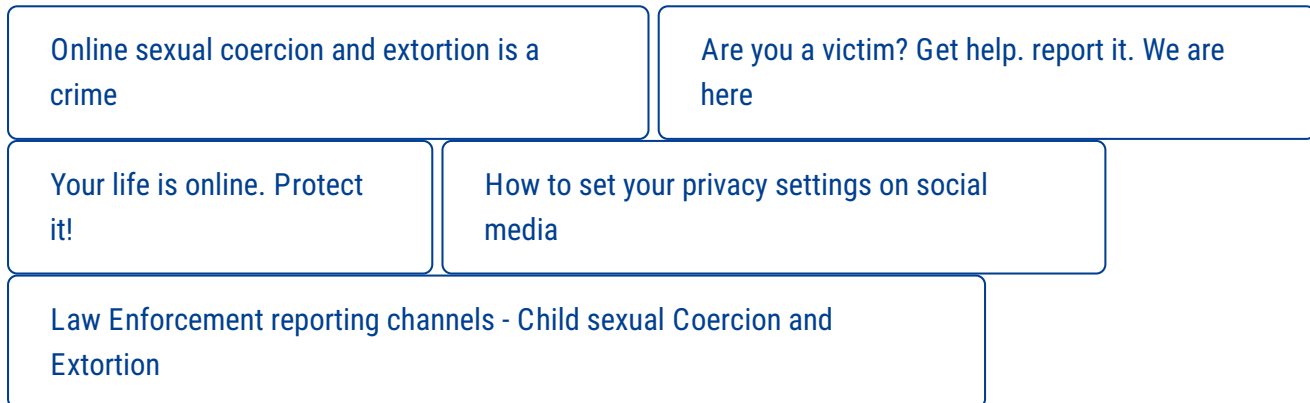 Online sexual coercion and extortion is a
crime
Are you a victim? Get help. report it. We are
here
Your life is online. Protect
it!
How to set your privacy settings on social
media
Law Enforcement reporting channels - Child sexual Coercion and
Extortion